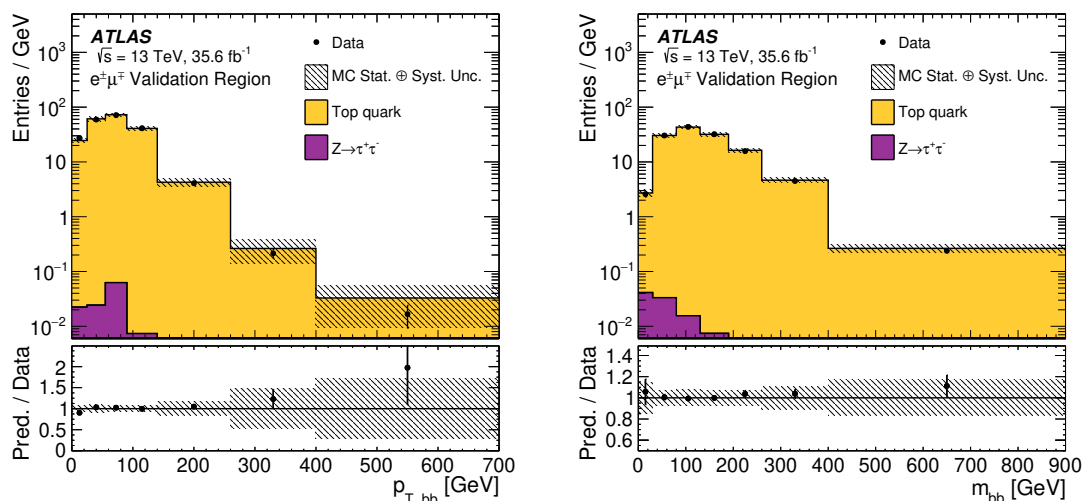 Entries / GeV
10³
10²
10
1
10⁻¹
10⁻²
ATLAS
√s = 13 TeV, 35.6 fb⁻¹
e±μ∓ Validation Region
Data
MC Stat. ⊕ Syst. Unc.
Top quark
Z→τ⁺τ⁻
Pred. / Data
2
1.5
1
0.5
0
0 100 200 300 400 500 600 700
p_T, bb [GeV]
Entries / GeV
10³
10²
10
1
10⁻¹
10⁻²
ATLAS
√s = 13 TeV, 35.6 fb⁻¹
e±μ∓ Validation Region
Data
MC Stat. ⊕ Syst. Unc.
Top quark
Z→τ⁺τ⁻
Pred. / Data
1.4
1.2
1.0
0.8
0.6
0 100 200 300 400 500 600 700 800 900
m_bb [GeV]